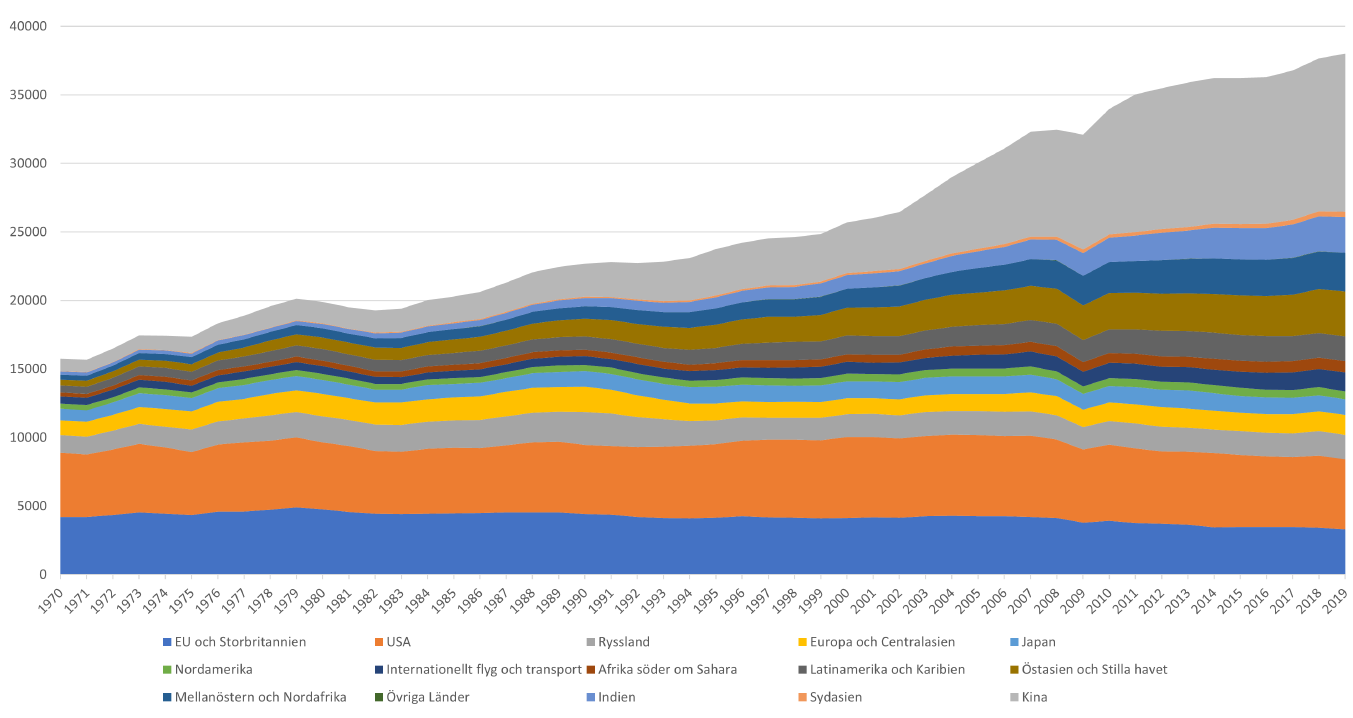 40000
35000
30000
25000
20000
15000
10000
5000
0
1970 1971 1972 1973 1974 1975 1976 1977 1978 1979 1980 1981 1982 1983 1984 1985 1986 1987 1988 1989 1990 1991 1992 1993 1994 1995 1996 1997 1998 1999 2000 2001 2002 2003 2004 2005 2006 2007 2008 2009 2010 2011 2012 2013 2014 2015 2016 2017 2018 2019
EU och Storbritannien USA Ryssland Europa och Centralasien Japan
Nordamerika Internationellt flyg och transport Afrika söder om Sahara Latinamerika och Karibien Östasien och Stilla havet
Mellanöstern och Nordafrika Övriga Länder Indien Sydasien Kina